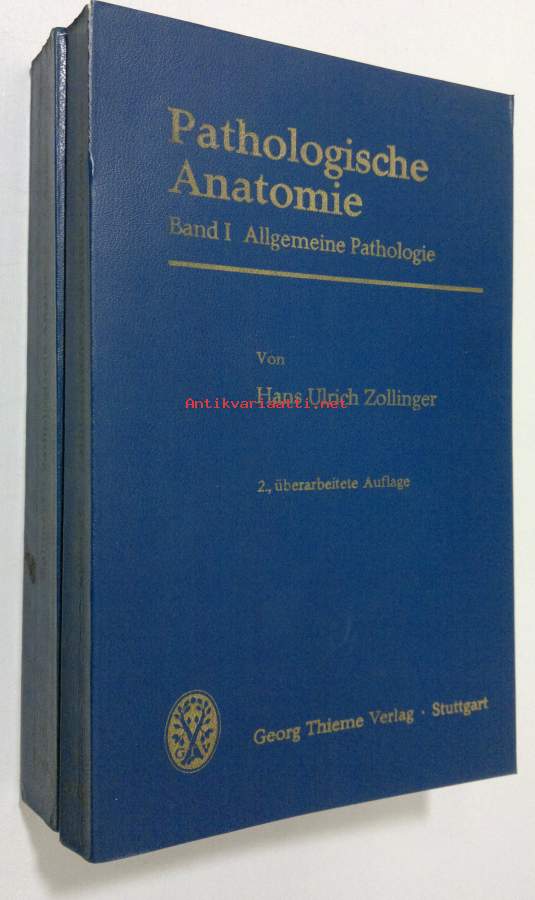 Pathologische
Anatomie
Band I Allgemeine Pathologie
Von
Hans Ulrich Zollinger
Antikvariaatti.net
2., überarbeitete Auflage
Georg Thieme Verlag · Stuttgart